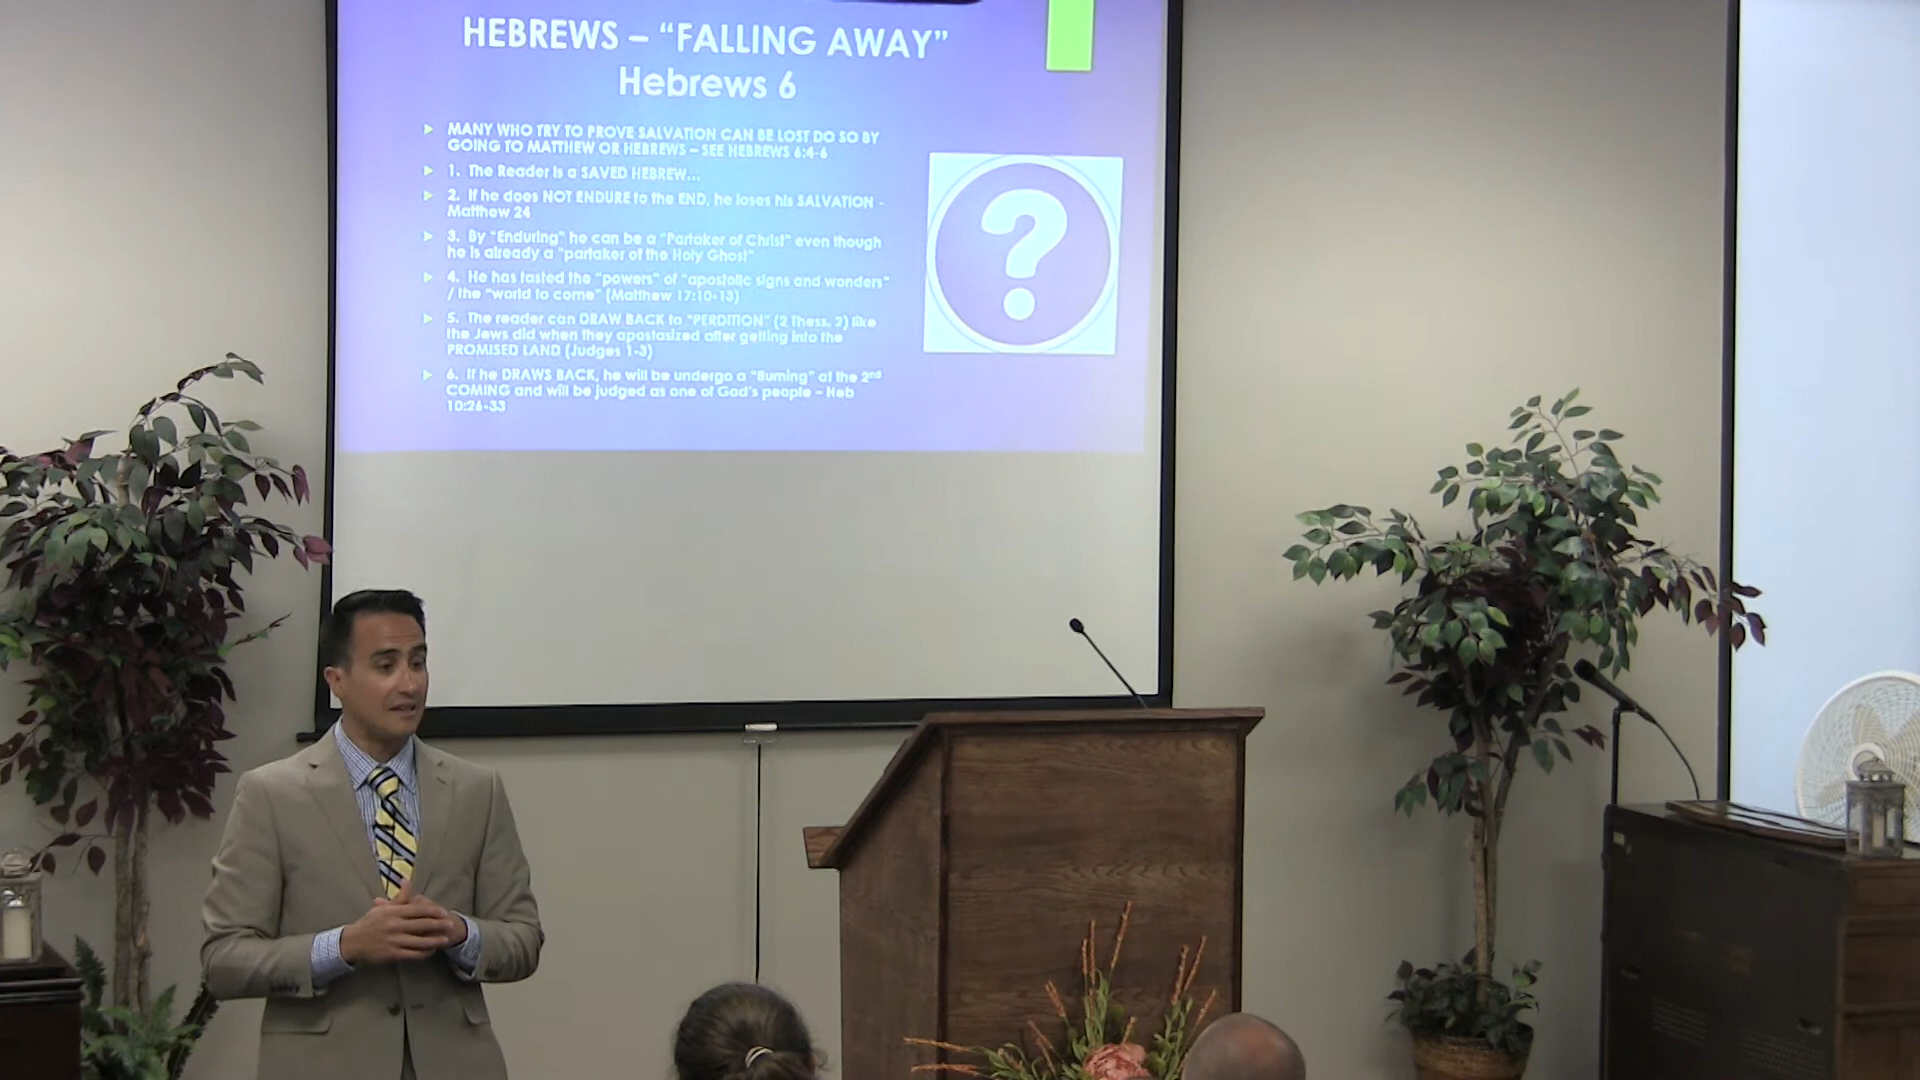 HEBREWS – “FALLING AWAY”
Hebrews 6
MANY WHO TRY TO PROVE SALVATION CAN BE LOST DO SO BY
GOING TO MATTHEW OR HEBREWS – SEE HEBREWS 6:4-6
1. The Reader is a SAVED HEBREW...
2. If he does NOT ENDURE to the END, he loses his SALVATION -
Matthew 24
3. By "Enduring" he can be a "Partaker of Christ" even though
he is already a "partaker of the Holy Ghost"
4. He has tasted the "powers" of "apostolic signs and wonders"
/ the "world to come" (Matthew 17:10-13)
5. The reader can DRAW BACK to "PERDITION" (2 Thess. 2) like
the Jews did when they apostasized after getting into the
PROMISED LAND (Judges 1-3)
6. If he DRAWS BACK, he will be undergo a "Burning" at the 2nd
COMING and will be judged as one of God's people – Heb
10:26-33
?